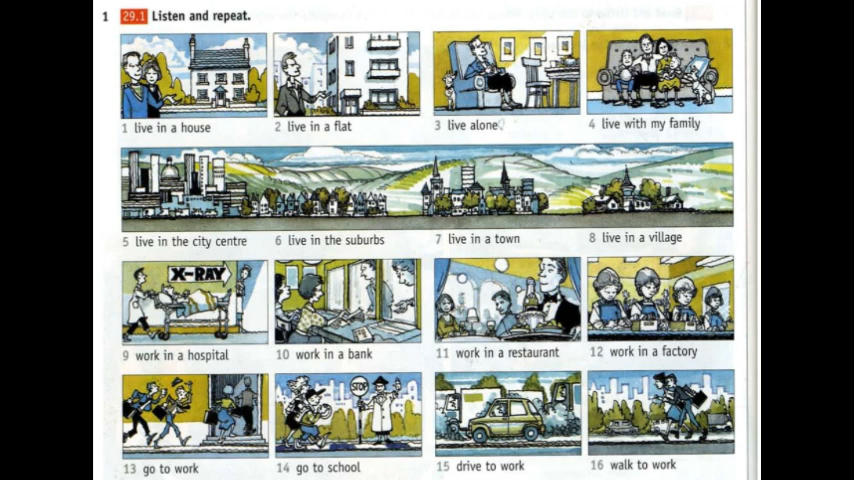 1 29.1 Listen and repeat.
1 live in a house
2 live in a flat
3 live alone
4 live with my family
5 live in the city centre
6 live in the suburbs
7 live in a town
8 live in a village
X-RAY
9 work in a hospital
10 work in a bank
11 work in a restaurant
12 work in a factory
STOP
13 go to work
14 go to school
15 drive to work
16 walk to work